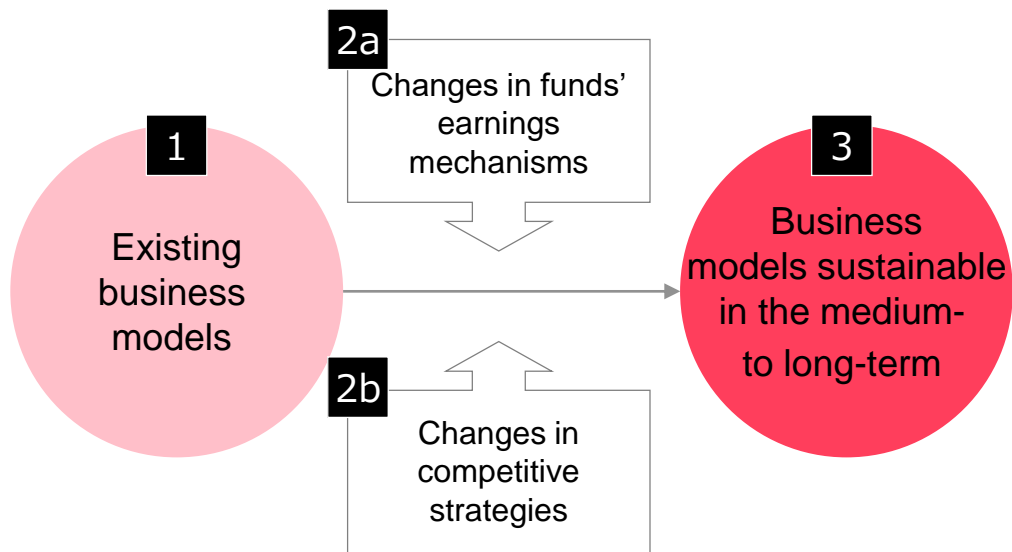 1
Existing
business
models
2a
Changes in funds’
earnings
mechanisms
2b
Changes in
competitive
strategies
3
Business
models sustainable
in the medium-
to long-term